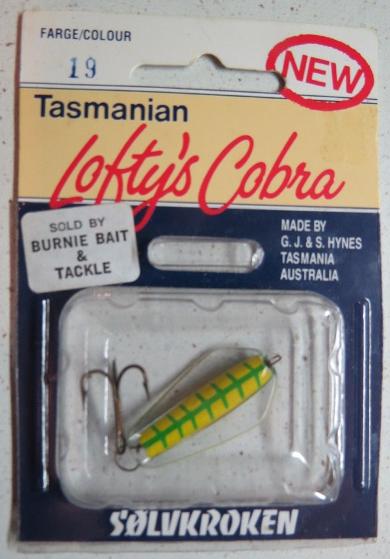 FARGE/COLOUR
19
NEW
Tasmanian
Lofty's Cobra
SOLD BY
BURNIE BAIT
&
TACKLE
MADE BY
G. J. & S. HYNES
TASMANIA
AUSTRALIA
SØLVKROKEN